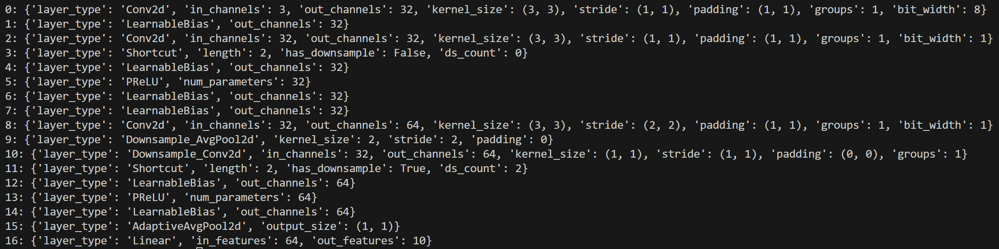 0: {'layer_type': 'Conv2d', 'in_channels': 3, 'out_channels': 32, 'kernel_size': (3, 3), 'stride': (1, 1), 'padding': (1, 1), 'groups': 1, 'bit_width': 8}
1: {'layer_type': 'LearnableBias', 'out_channels': 32}
2: {'layer_type': 'Conv2d', 'in_channels': 32, 'out_channels': 32, 'kernel_size': (3, 3), 'stride': (1, 1), 'padding': (1, 1), 'groups': 1, 'bit_width': 1}
3: {'layer_type': 'Shortcut', 'length': 2, 'has_downsample': False, 'ds_count': 0}
4: {'layer_type': 'LearnableBias', 'out_channels': 32}
5: {'layer_type': 'PReLU', 'num_parameters': 32}
6: {'layer_type': 'LearnableBias', 'out_channels': 32}
7: {'layer_type': 'LearnableBias', 'out_channels': 32}
8: {'layer_type': 'Conv2d', 'in_channels': 32, 'out_channels': 64, 'kernel_size': (3, 3), 'stride': (2, 2), 'padding': (1, 1), 'groups': 1, 'bit_width': 1}
9: {'layer_type': 'Downsample_AvgPool2d', 'kernel_size': 2, 'stride': 2, 'padding': 0}
10: {'layer_type': 'Downsample_Conv2d', 'in_channels': 32, 'out_channels': 64, 'kernel_size': (1, 1), 'stride': (1, 1), 'padding': (0, 0), 'groups': 1}
11: {'layer_type': 'Shortcut', 'length': 2, 'has_downsample': True, 'ds_count': 2}
12: {'layer_type': 'LearnableBias', 'out_channels': 64}
13: {'layer_type': 'PReLU', 'num_parameters': 64}
14: {'layer_type': 'LearnableBias', 'out_channels': 64}
15: {'layer_type': 'AdaptiveAvgPool2d', 'output_size': (1, 1)}
16: {'layer_type': 'Linear', 'in_features': 64, 'out_features': 10}